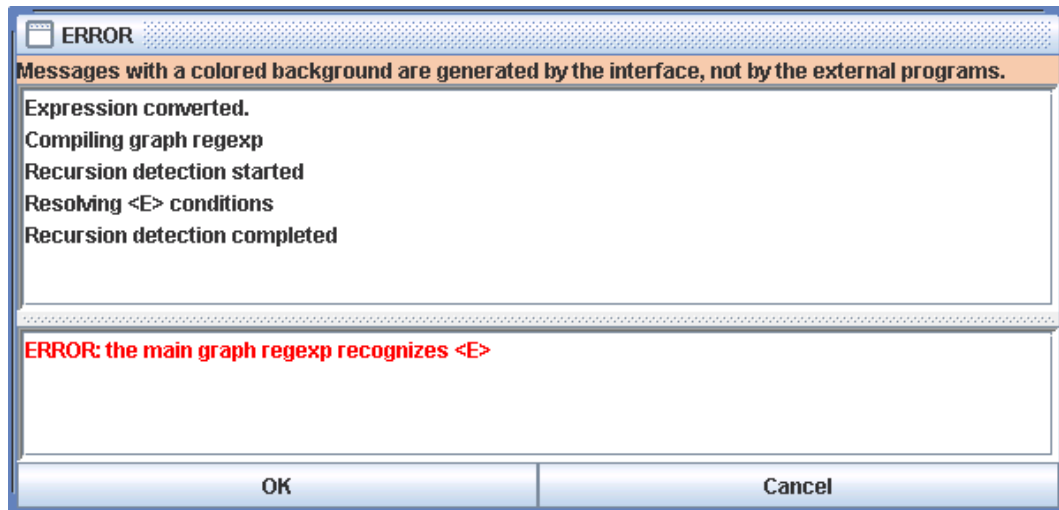 ERROR
Messages with a colored background are generated by the interface, not by the external programs.
Expression converted.
Compiling graph regexp
Recursion detection started
Resolving <E> conditions
Recursion detection completed
ERROR: the main graph regexp recognizes <E>
OK
Cancel